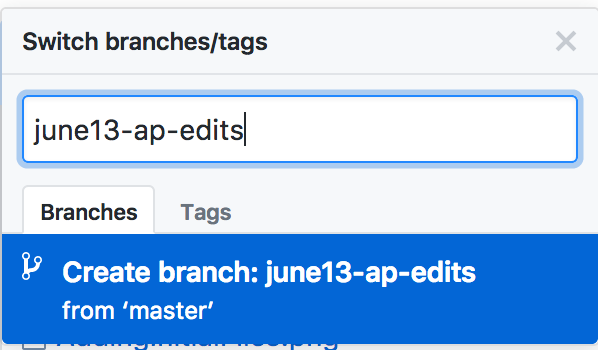 Switch branches/tags
june13-ap-edits
Branches
Tags
Create branch: june13-ap-edits
from ‘master’